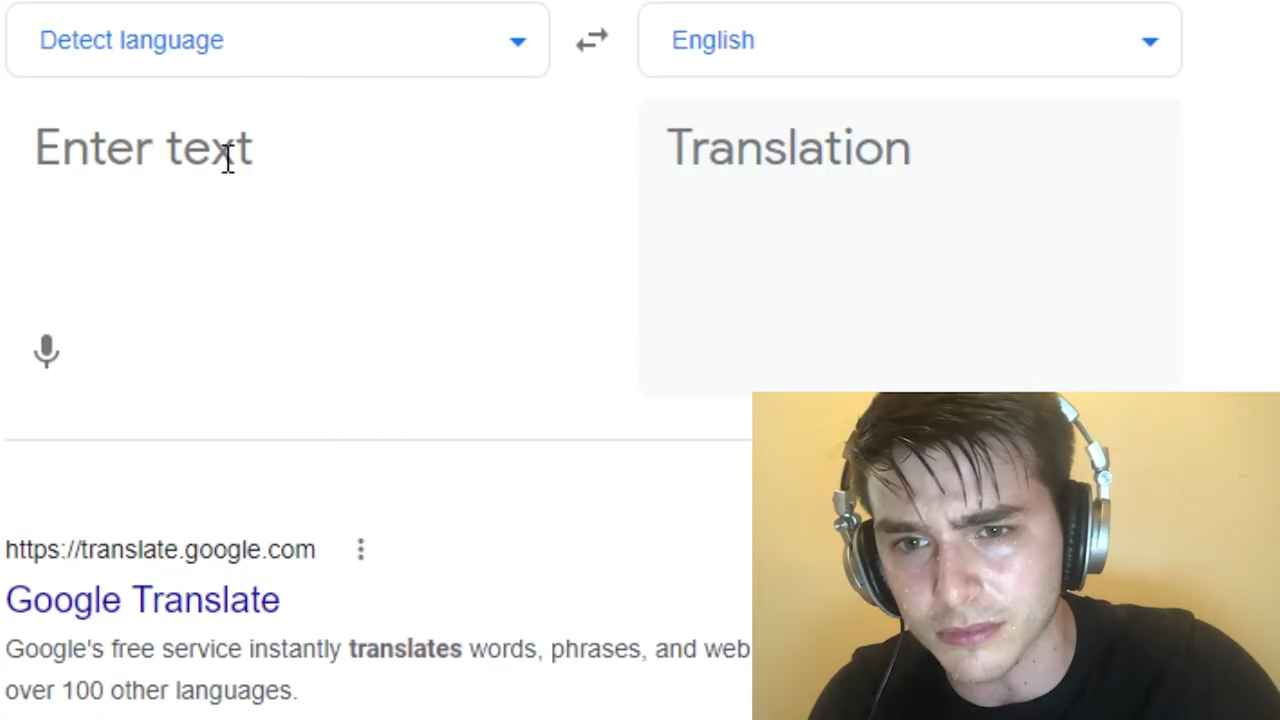 Detect language
English
Enter text
Translation
https://translate.google.com
Google Translate
Google's free service instantly translates words, phrases, and web
over 100 other languages.